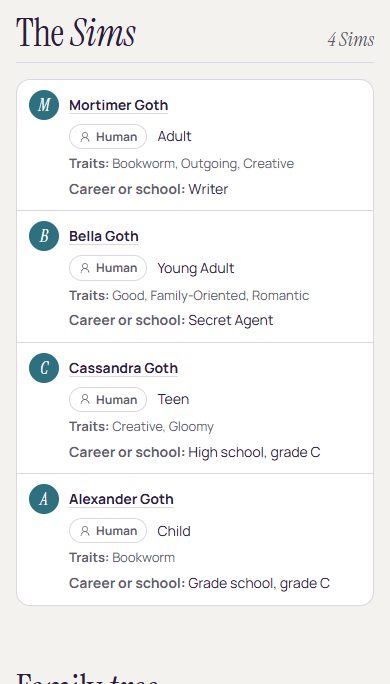 The Sims
4 Sims
M
Mortimer Goth
Human Adult
Traits: Bookworm, Outgoing, Creative
Career or school: Writer
B
Bella Goth
Human Young Adult
Traits: Good, Family-Oriented, Romantic
Career or school: Secret Agent
C
Cassandra Goth
Human Teen
Traits: Creative, Gloomy
Career or school: High school, grade C
A
Alexander Goth
Human Child
Traits: Bookworm
Career or school: Grade school, grade C
Family tree